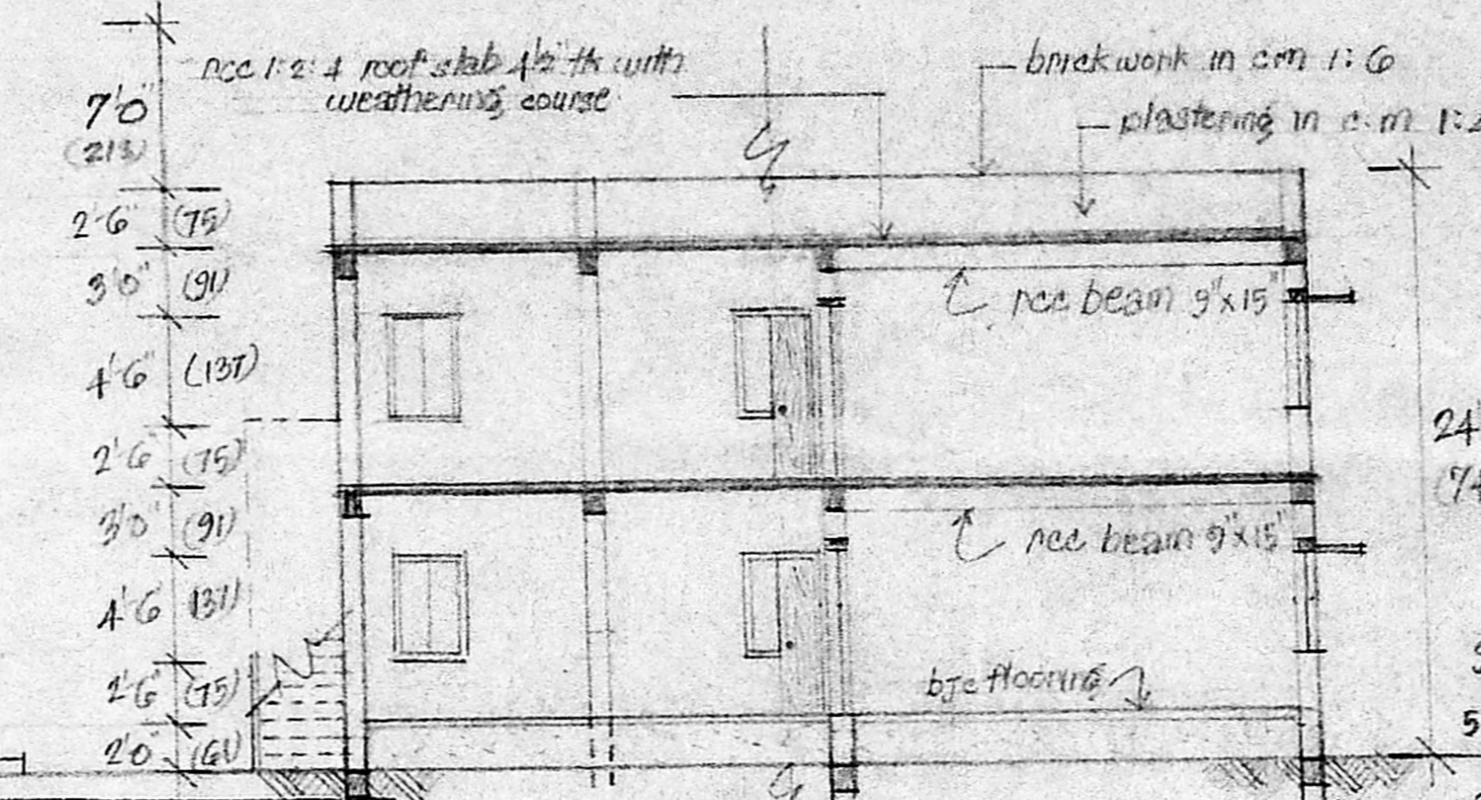 rcc 1:2:4 roof slab 4½" thk with
weathering course
brickwork in cm 1:6
plastering in c.m 1:
7'0"
(213)
2'-6" (75)
3'0" (91)
rcc beam 9"x15"
4'-6" (137)
24
2'-6" (75)
3'0" (91)
rcc beam 9"x15"
4'-6" 137)
2'-6" (75)
bjc flooring
5
2'0" (61)